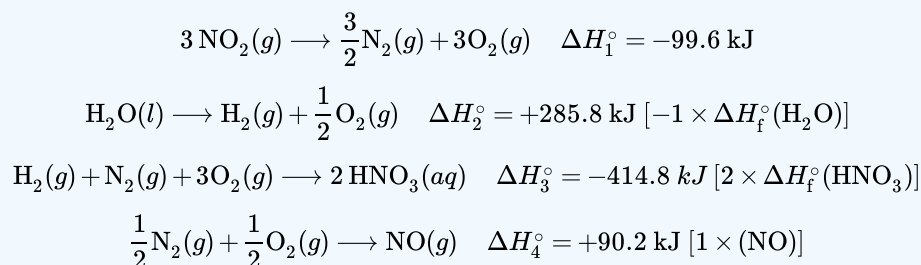 3 NO₂(g) ⟶ 3/2 N₂(g) + 3O₂(g)  ΔH₁° = −99.6 kJ
H₂O(l) ⟶ H₂(g) + 1/2 O₂(g)  ΔH₂° = +285.8 kJ [−1 × ΔH_f°(H₂O)]
H₂(g) + N₂(g) + 3O₂(g) ⟶ 2 HNO₃(aq)  ΔH₃° = −414.8 kJ [2 × ΔH_f°(HNO₃)]
1/2 N₂(g) + 1/2 O₂(g) ⟶ NO(g)  ΔH₄° = +90.2 kJ [1 × (NO)]